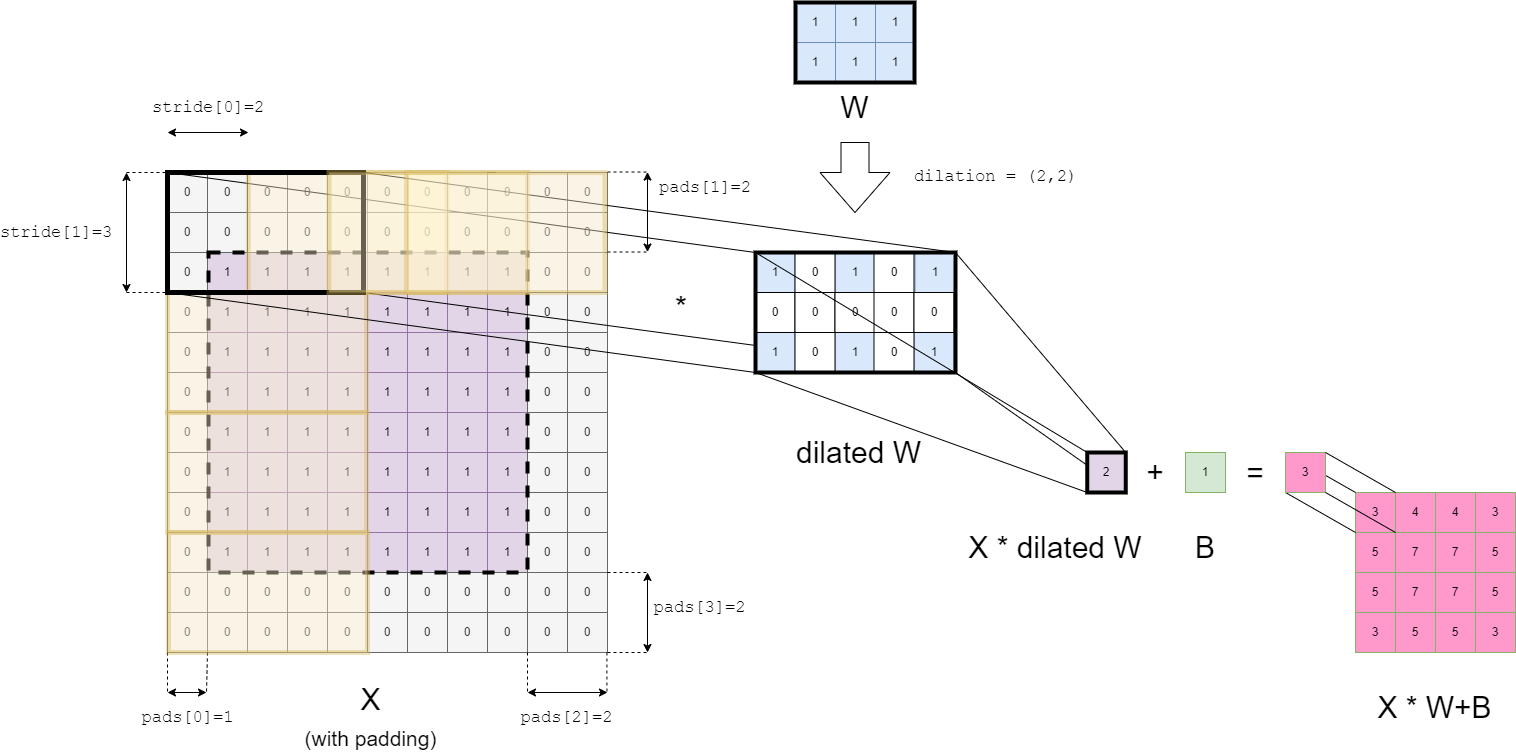 1 1 1
1 1 1
W
stride[0]=2
dilation = (2,2)
pads[1]=2
stride[1]=3
0 0 0 0 0 0 0 0 0 0 0
0 0 0 0 0 0 0 0 0 0 0
0 1 1 1 1 1 1 1 1 0 0
0 1 1 1 1 1 1 1 1 0 0
0 1 1 1 1 1 1 1 1 0 0
0 1 1 1 1 1 1 1 1 0 0
0 1 1 1 1 1 1 1 1 0 0
0 1 1 1 1 1 1 1 1 0 0
0 1 1 1 1 1 1 1 1 0 0
0 1 1 1 1 1 1 1 1 0 0
0 0 0 0 0 0 0 0 0 0 0
0 0 0 0 0 0 0 0 0 0 0
*
1 0 1 0 1
0 0 0 0 0
1 0 1 0 1
dilated W
2 + 1 = 3
X * dilated W
B
3 4 4 3
5 7 7 5
5 7 7 5
3 5 5 3
X * W+B
pads[3]=2
pads[0]=1
X
(with padding)
pads[2]=2